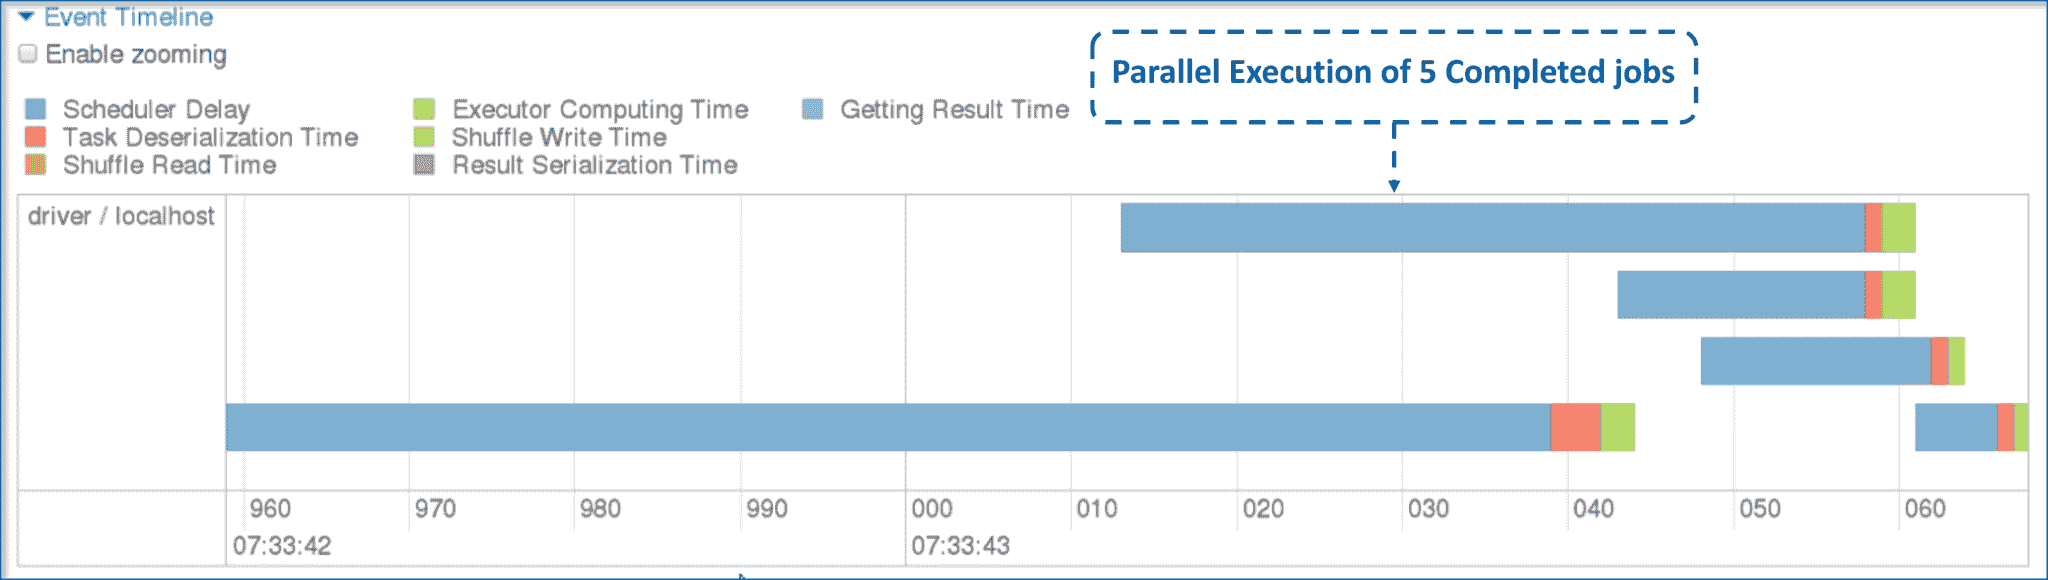 Event Timeline
Enable zooming
Parallel Execution of 5 Completed jobs
Scheduler Delay
Executor Computing Time
Getting Result Time
Task Deserialization Time
Shuffle Write Time
Shuffle Read Time
Result Serialization Time
driver / localhost
960 970 980 990 000 010 020 030 040 050 060
07:33:42 07:33:43